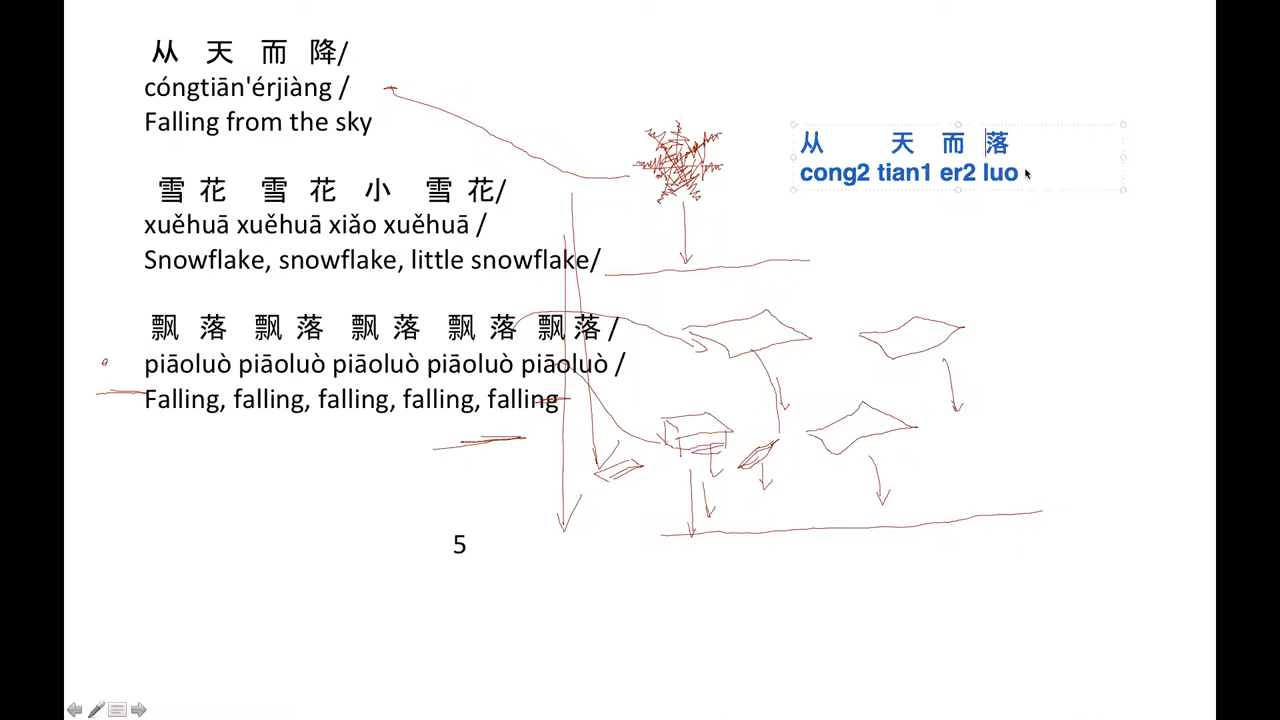 从 天 而 降/
cóngtiān'érjiàng /
Falling from the sky
雪 花 雪 花 小 雪 花/
xuěhuā xuěhuā xiǎo xuěhuā /
Snowflake, snowflake, little snowflake/
飘 落 飘 落 飘 落 飘 落 飘 落 /
piāoluò piāoluò piāoluò piāoluò piāoluò /
Falling, falling, falling, falling, falling
5
从 天 而 落
cong2 tian1 er2 luo